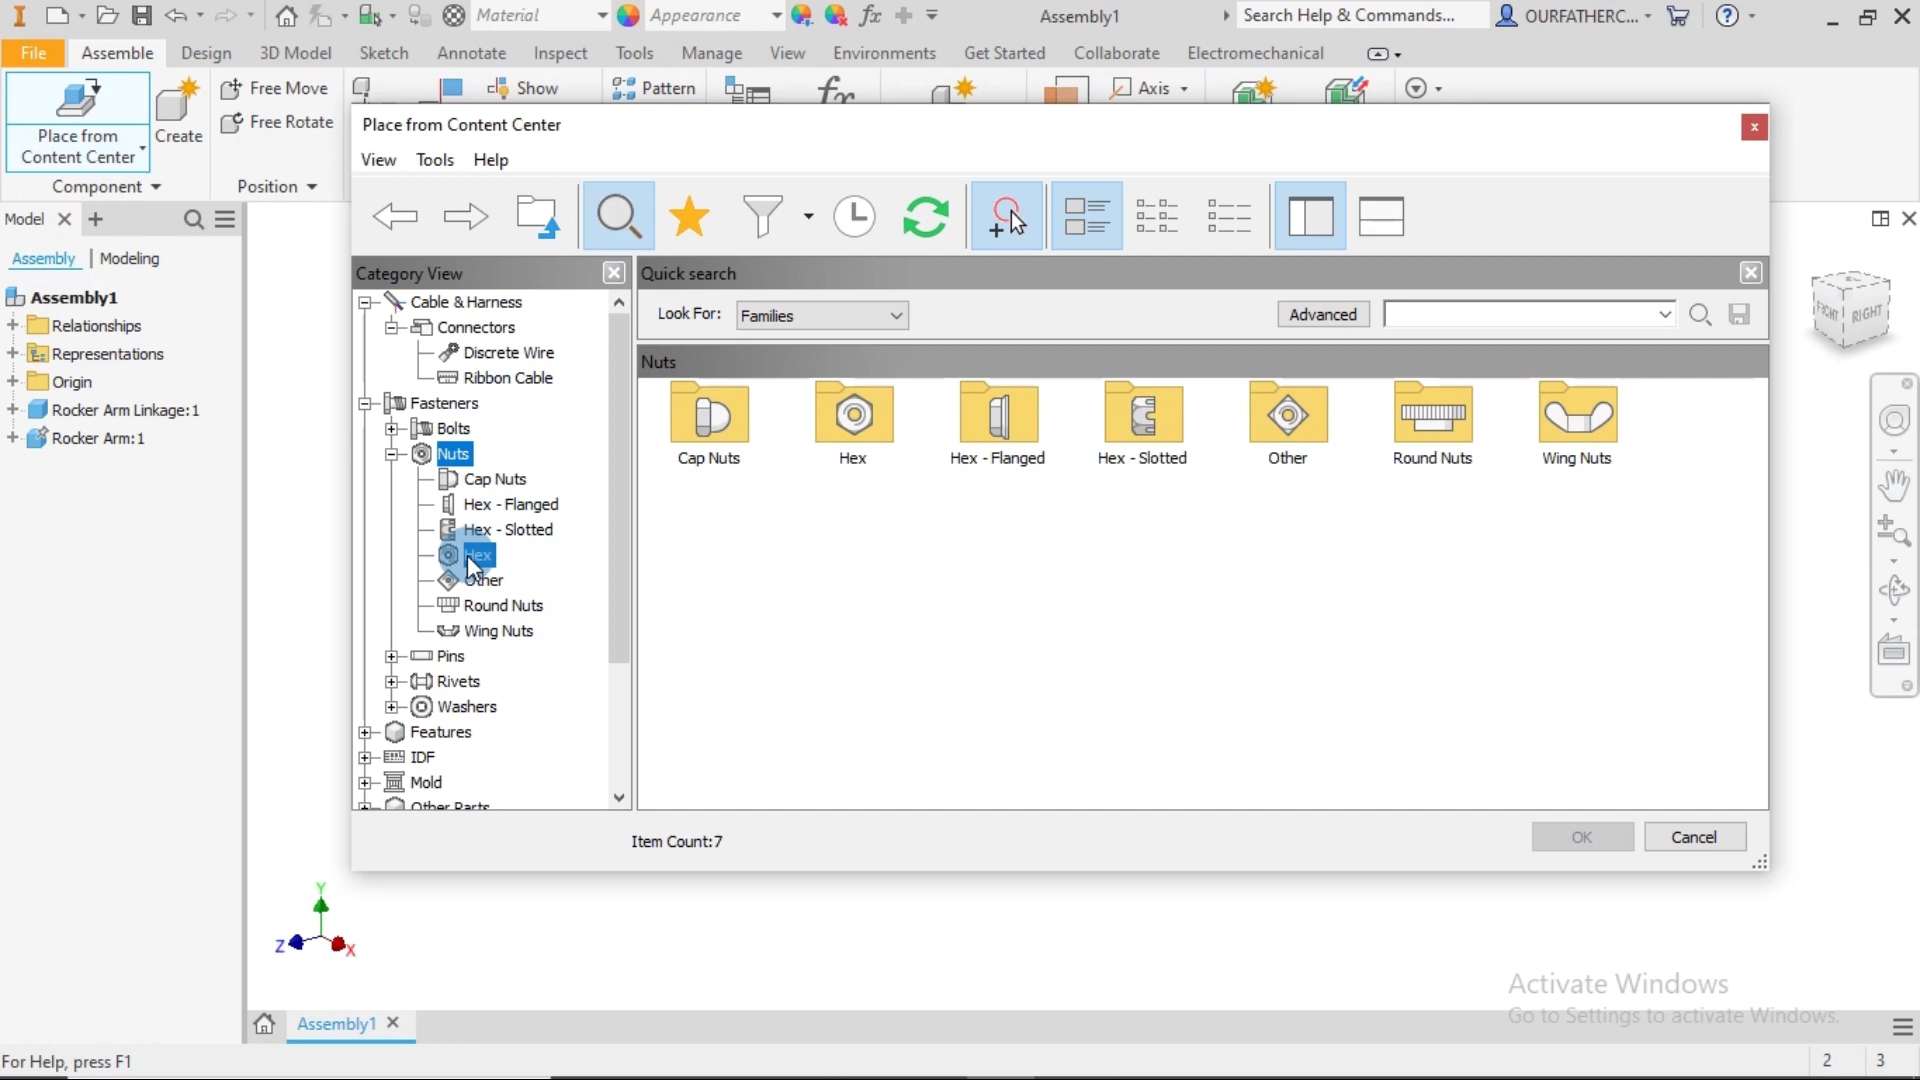 Material
Appearance
Assembly1
Search Help & Commands...
OURFATHERC...
File
Assemble
Design
3D Model
Sketch
Annotate
Inspect
Tools
Manage
View
Environments
Get Started
Collaborate
Electromechanical
Place from
Content Center
Create
Free Move
Free Rotate
Show
Pattern
Axis
Component
Position
Place from Content Center
View
Tools
Help
Model
Assembly
Modeling
Assembly1
Relationships
Representations
Origin
Rocker Arm Linkage:1
Rocker Arm:1
Category View
Cable & Harness
Connectors
Discrete Wire
Ribbon Cable
Fasteners
Bolts
Nuts
Cap Nuts
Hex - Flanged
Hex - Slotted
Hex
Other
Round Nuts
Wing Nuts
Pins
Rivets
Washers
Features
IDF
Mold
Other Parts
Quick search
Look For:
Families
Advanced
Nuts
Cap Nuts
Hex
Hex - Flanged
Hex - Slotted
Other
Round Nuts
Wing Nuts
Item Count:7
OK
Cancel
FRONT
RIGHT
Y
Z
X
Activate Windows
Go to Settings to activate Windows.
Assembly1
For Help, press F1
2
3